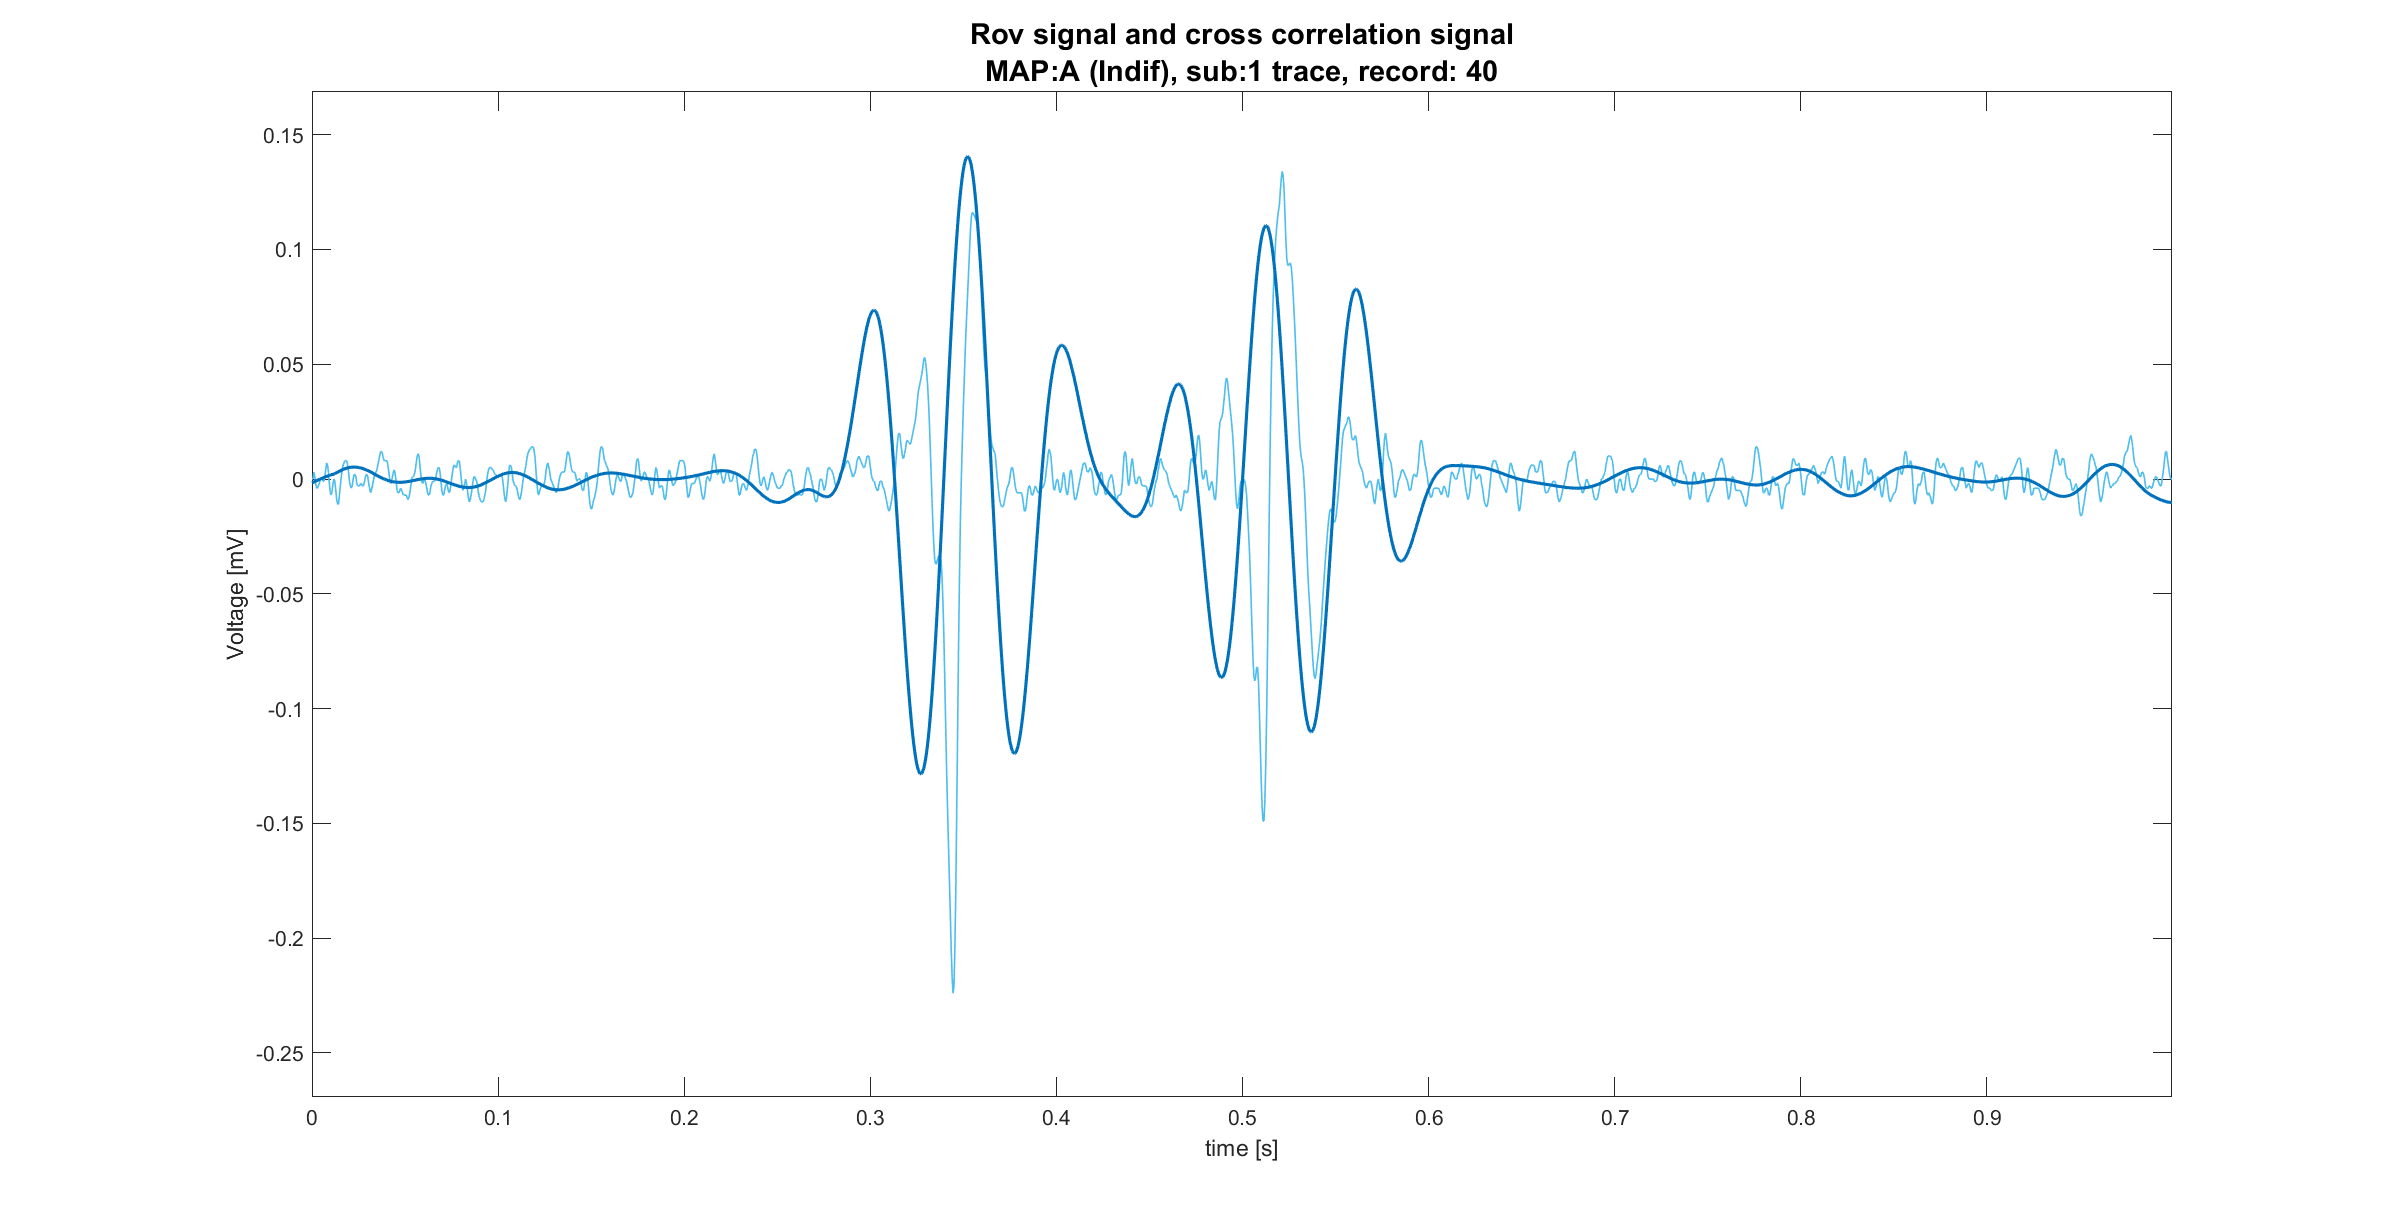 Rov signal and cross correlation signal
MAP:A (Indif), sub:1 trace, record: 40
0.15
0.1
0.05
0
-0.05
-0.1
-0.15
-0.2
-0.25
Voltage [mV]
0 0.1 0.2 0.3 0.4 0.5 0.6 0.7 0.8 0.9
time [s]